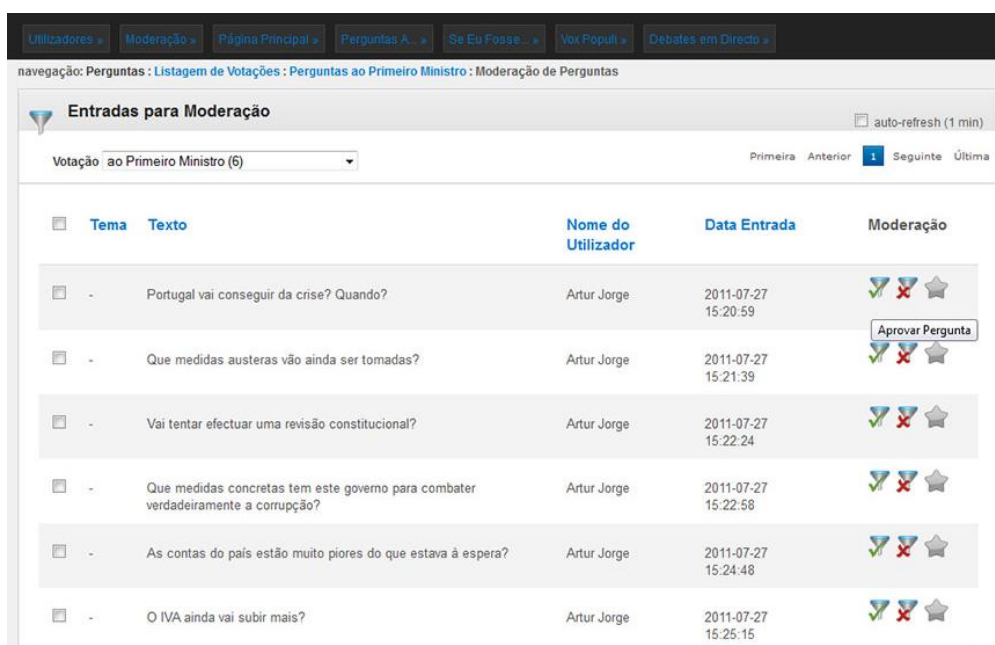 Utilizadores » Moderação » Página Principal » Perguntas A... » Se Eu Fosse... » Vox Populi » Debates em Directo »
navegação: Perguntas : Listagem de Votações : Perguntas ao Primeiro Ministro : Moderação de Perguntas
Entradas para Moderação
auto-refresh (1 min)
Votação ao Primeiro Ministro (6)
Primeira Anterior 1 Seguinte Última
Tema Texto Nome do Utilizador Data Entrada Moderação
- Portugal vai conseguir da crise? Quando? Artur Jorge 2011-07-27
15:20:59
Aprovar Pergunta
- Que medidas austeras vão ainda ser tomadas? Artur Jorge 2011-07-27
15:21:39
- Vai tentar efectuar uma revisão constitucional? Artur Jorge 2011-07-27
15:22:24
- Que medidas concretas tem este governo para combater Artur Jorge 2011-07-27
verdadeiramente a corrupção? 15:22:58
- As contas do país estão muito piores do que estava á espera? Artur Jorge 2011-07-27
15:24:48
- O IVA ainda vai subir mais? Artur Jorge 2011-07-27
15:25:15